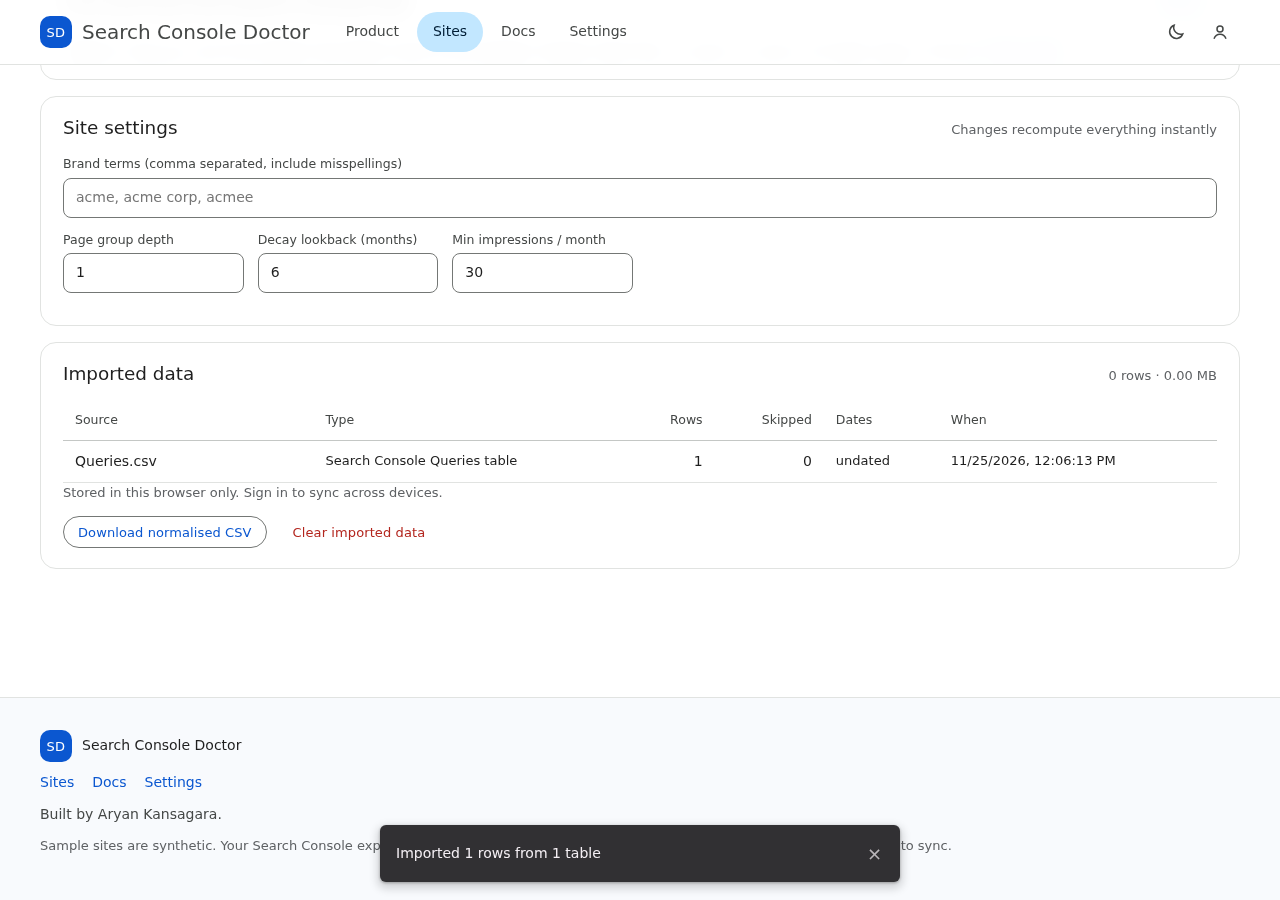 SD Search Console Doctor Product Sites Docs Settings
Site settings Changes recompute everything instantly
Brand terms (comma separated, include misspellings)
acme, acme corp, acmee
Page group depth Decay lookback (months) Min impressions / month
1 6 30
Imported data 0 rows · 0.00 MB
Source Type Rows Skipped Dates When
Queries.csv Search Console Queries table 1 0 undated 11/25/2026, 12:06:13 PM
Stored in this browser only. Sign in to sync across devices.
Download normalised CSV Clear imported data
SD Search Console Doctor
Sites Docs Settings
Built by Aryan Kansagara.
Sample sites are synthetic. Your Search Console exp to sync.
Imported 1 rows from 1 table